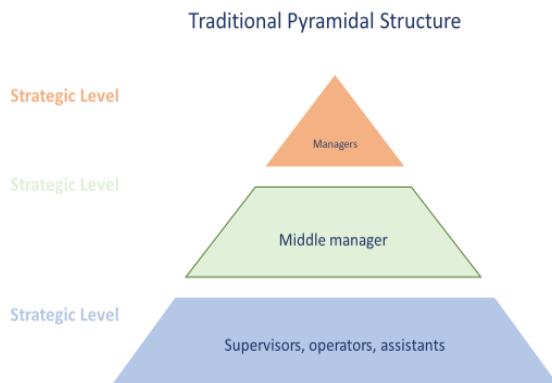 Traditional Pyramidal Structure
Strategic Level
Managers
Strategic Level
Middle manager
Strategic Level
Supervisors, operators, assistants